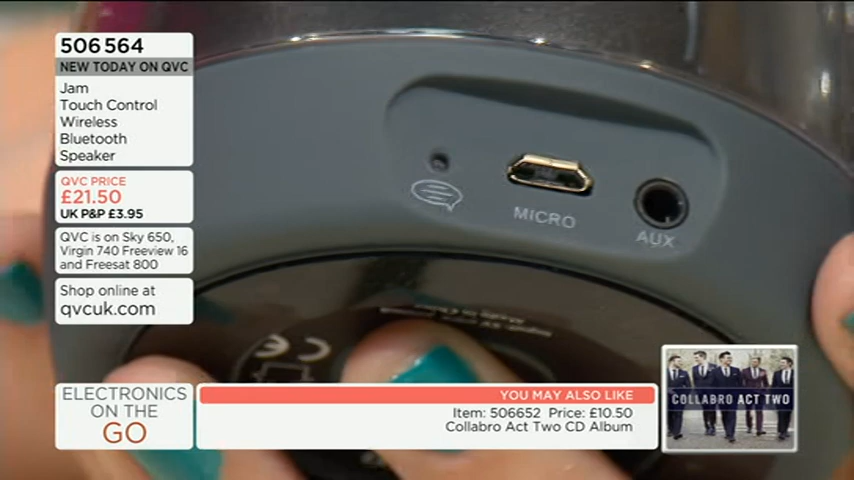 506 564
NEW TODAY ON QVC
Jam
Touch Control
Wireless
Bluetooth
Speaker
QVC PRICE
£21.50
UK P&P £3.95
QVC is on Sky 650,
Virgin 740 Freeview 16
and Freesat 800
Shop online at
qvcuk.com
MICRO
AUX
CE
ELECTRONICS
ON THE
GO
YOU MAY ALSO LIKE
Item: 506652 Price: £10.50
Collabro Act Two CD Album
COLLABRO ACT TWO